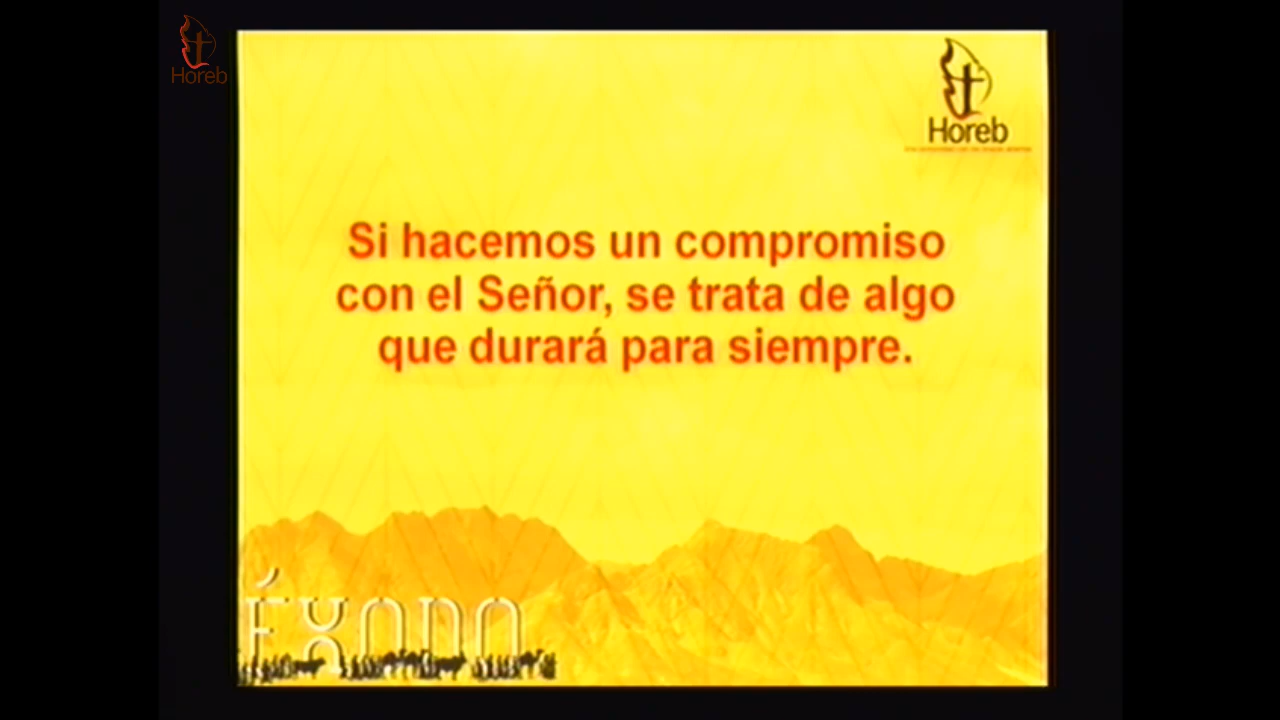 Horeb
Horeb
Si hacemos un compromiso
con el Señor, se trata de algo
que durará para siempre.
ÉXODO